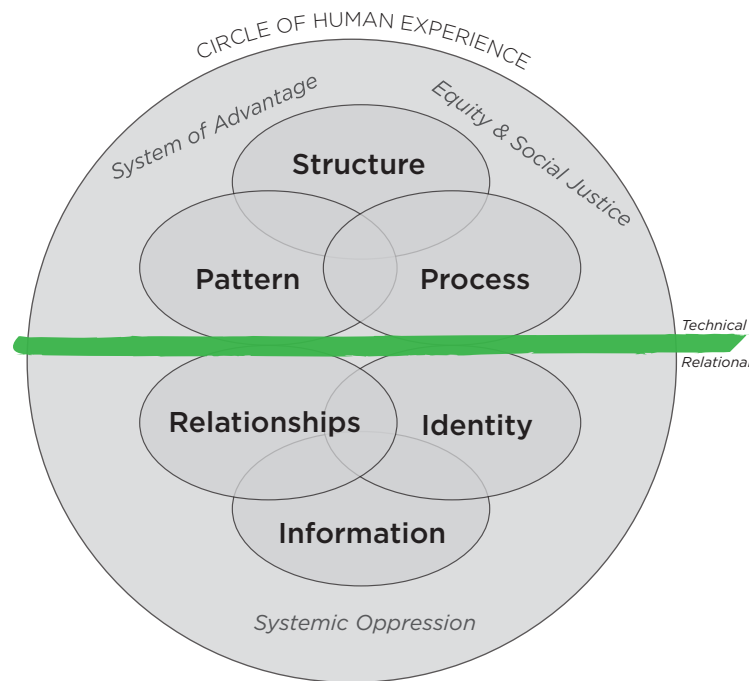 CIRCLE OF HUMAN EXPERIENCE
System of Advantage
Equity & Social Justice
Structure
Pattern
Process
Technical
Relational
Relationships
Identity
Information
Systemic Oppression